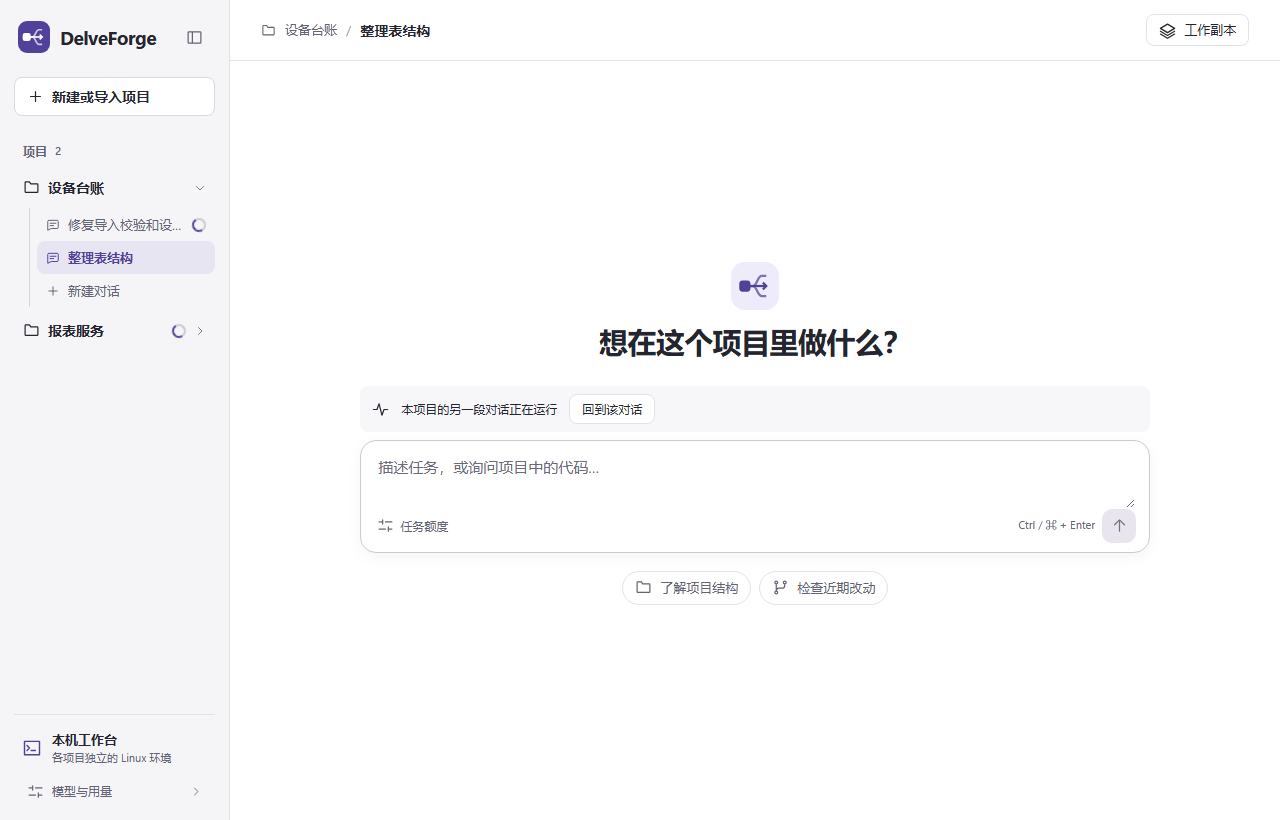 DelveForge
新建或导入项目
项目 2
设备台账
修复导入校验和设...
整理表结构
新建对话
报表服务
本机工作台
各项目独立的 Linux 环境
模型与用量
设备台账 / 整理表结构
工作副本
想在这个项目里做什么？
本项目的另一段对话正在运行
回到该对话
描述任务，或询问项目中的代码...
任务额度
Ctrl / ⌘ + Enter
了解项目结构
检查近期改动